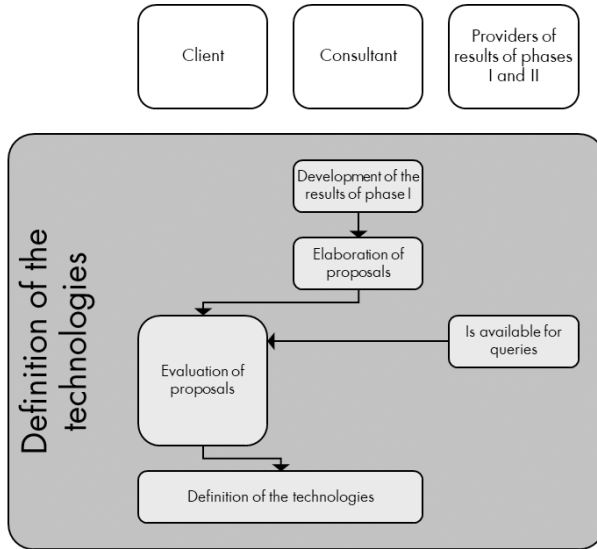 Client
Consultant
Providers of
results of phases
I and II
Definition of the
technologies
Development of the
results of phase I
Elaboration of
proposals
Evaluation of
proposals
Is available for
queries
Definition of the technologies